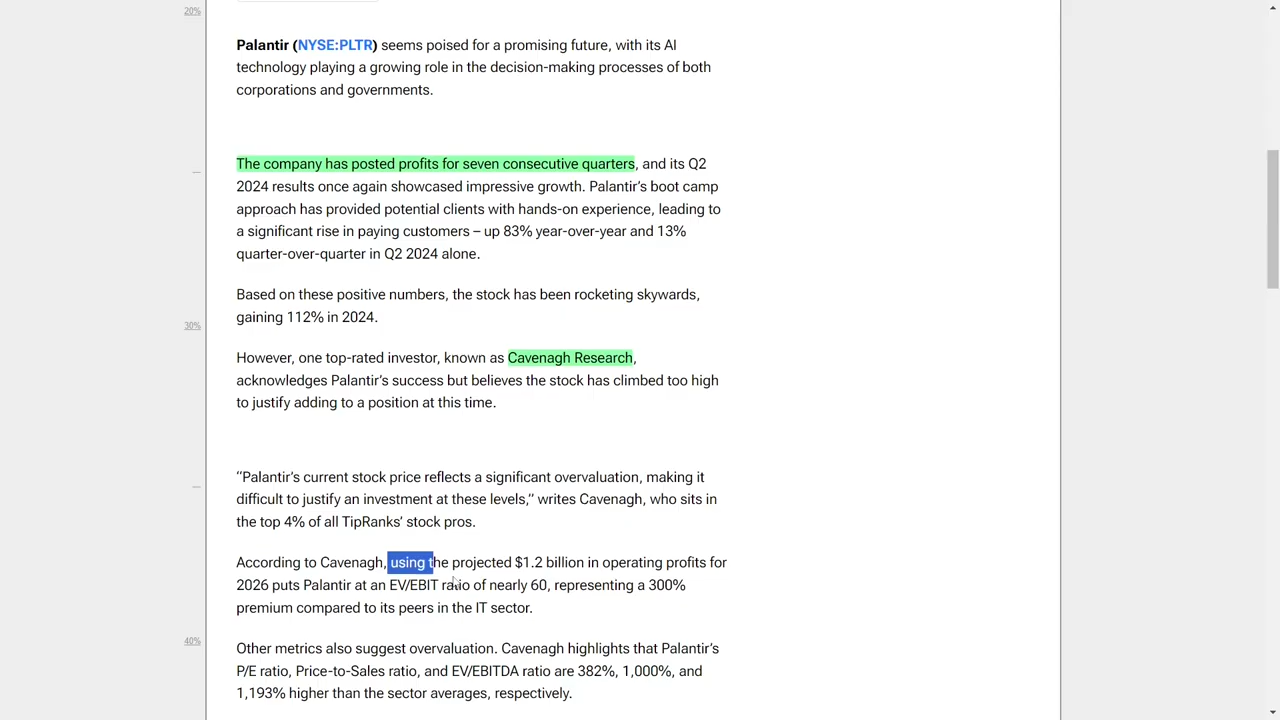 20%
Palantir (NYSE:PLTR) seems poised for a promising future, with its AI
technology playing a growing role in the decision-making processes of both
corporations and governments.
The company has posted profits for seven consecutive quarters, and its Q2
2024 results once again showcased impressive growth. Palantir’s boot camp
approach has provided potential clients with hands-on experience, leading to
a significant rise in paying customers – up 83% year-over-year and 13%
quarter-over-quarter in Q2 2024 alone.
Based on these positive numbers, the stock has been rocketing skywards,
30%
gaining 112% in 2024.
However, one top-rated investor, known as Cavenagh Research,
acknowledges Palantir’s success but believes the stock has climbed too high
to justify adding to a position at this time.
“Palantir’s current stock price reflects a significant overvaluation, making it
difficult to justify an investment at these levels,” writes Cavenagh, who sits in
the top 4% of all TipRanks’ stock pros.
According to Cavenagh, using the projected $1.2 billion in operating profits for
2026 puts Palantir at an EV/EBIT ratio of nearly 60, representing a 300%
premium compared to its peers in the IT sector.
40%
Other metrics also suggest overvaluation. Cavenagh highlights that Palantir’s
P/E ratio, Price-to-Sales ratio, and EV/EBITDA ratio are 382%, 1,000%, and
1,193% higher than the sector averages, respectively.